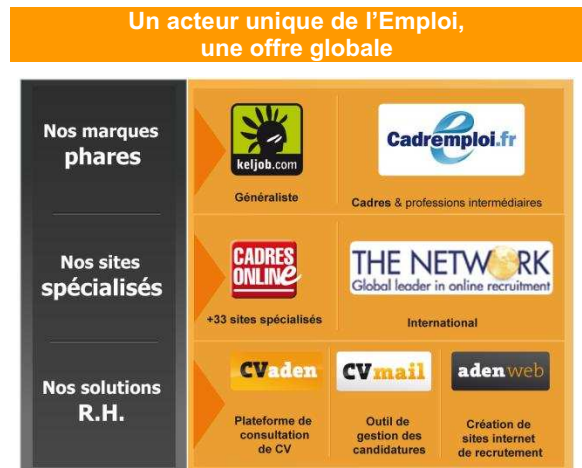 Un acteur unique de l’Emploi,
une offre globale
Nos marques
phares
keljob.com
Généraliste
Cadremploi.fr
Cadres & professions intermédiaires
Nos sites
spécialisés
CADRES
ONLINE
+33 sites spécialisés
THE NETWORK
Global leader in online recruitment
International
Nos solutions
R.H.
CVaden
Plateforme de
consultation
de CV
CVmail
Outil de
gestion des
candidatures
adenweb
Création de
sites internet
de recrutement